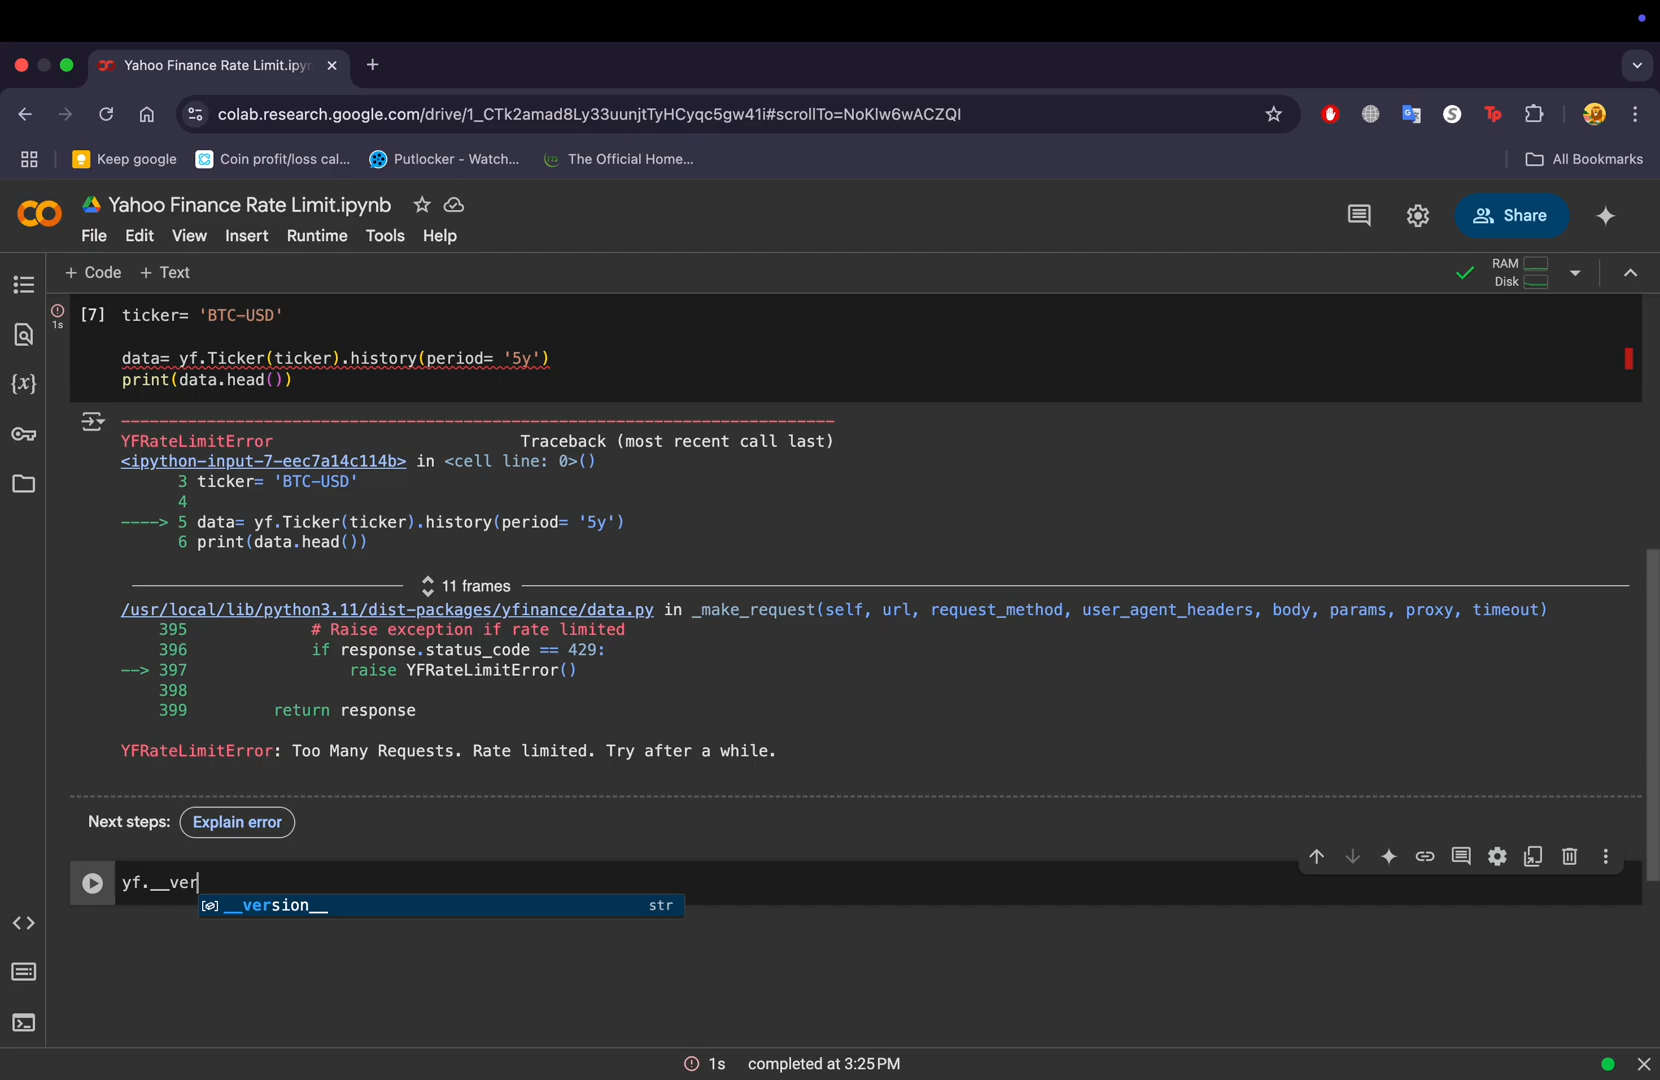 Yahoo Finance Rate Limit.ipyn
colab.research.google.com/drive/1_CTk2amad8Ly33uunjtTyHCyqc5gw41i#scrollTo=NoKlw6wACZQI
Keep google
Coin profit/loss cal...
Putlocker - Watch...
The Official Home...
All Bookmarks
CO
Yahoo Finance Rate Limit.ipynb
File Edit View Insert Runtime Tools Help
Share
+ Code + Text
RAM
Disk
1s
[7] ticker= 'BTC-USD'
data= yf.Ticker(ticker).history(period= '5y')
print(data.head())
---------------------------------------------------------------------------
YFRateLimitError Traceback (most recent call last)
<ipython-input-7-eec7a14c114b> in <cell line: 0>()
3 ticker= 'BTC-USD'
4
----> 5 data= yf.Ticker(ticker).history(period= '5y')
6 print(data.head())
11 frames
/usr/local/lib/python3.11/dist-packages/yfinance/data.py in _make_request(self, url, request_method, user_agent_headers, body, params, proxy, timeout)
395 # Raise exception if rate limited
396 if response.status_code == 429:
--> 397 raise YFRateLimitError()
398
399 return response
YFRateLimitError: Too Many Requests. Rate limited. Try after a while.
Next steps: Explain error
yf.__ver
__version__ str
1s completed at 3:25 PM